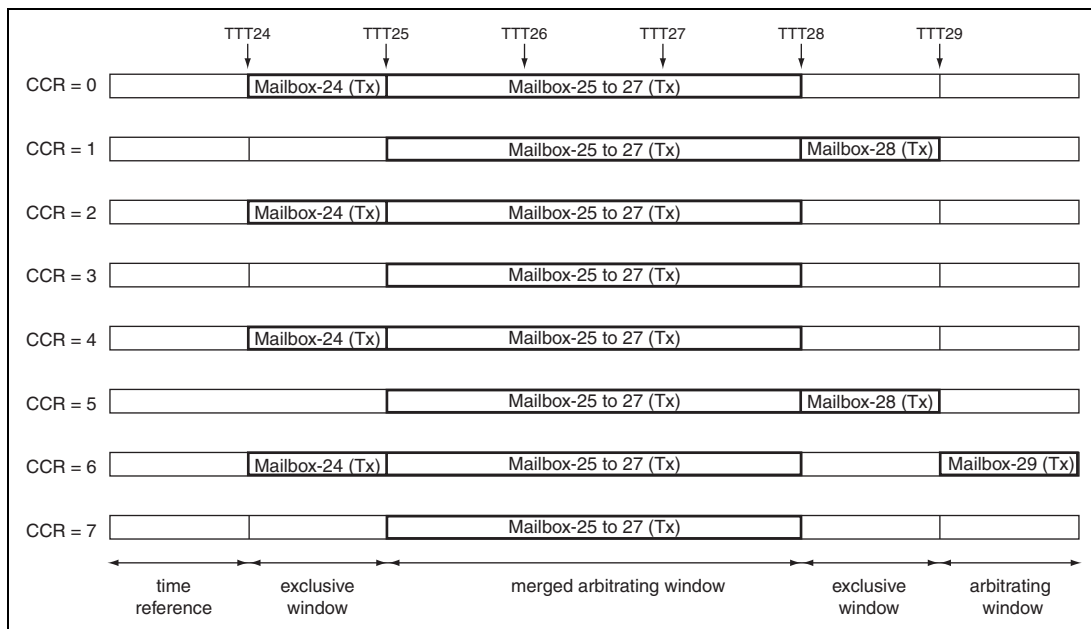 TTT24 TTT25 TTT26 TTT27 TTT28 TTT29
CCR = 0 Mailbox-24 (Tx) Mailbox-25 to 27 (Tx)
CCR = 1 Mailbox-25 to 27 (Tx) Mailbox-28 (Tx)
CCR = 2 Mailbox-24 (Tx) Mailbox-25 to 27 (Tx)
CCR = 3 Mailbox-25 to 27 (Tx)
CCR = 4 Mailbox-24 (Tx) Mailbox-25 to 27 (Tx)
CCR = 5 Mailbox-25 to 27 (Tx) Mailbox-28 (Tx)
CCR = 6 Mailbox-24 (Tx) Mailbox-25 to 27 (Tx) Mailbox-29 (Tx)
CCR = 7 Mailbox-25 to 27 (Tx)
time exclusive merged arbitrating window exclusive arbitrating
reference window window window